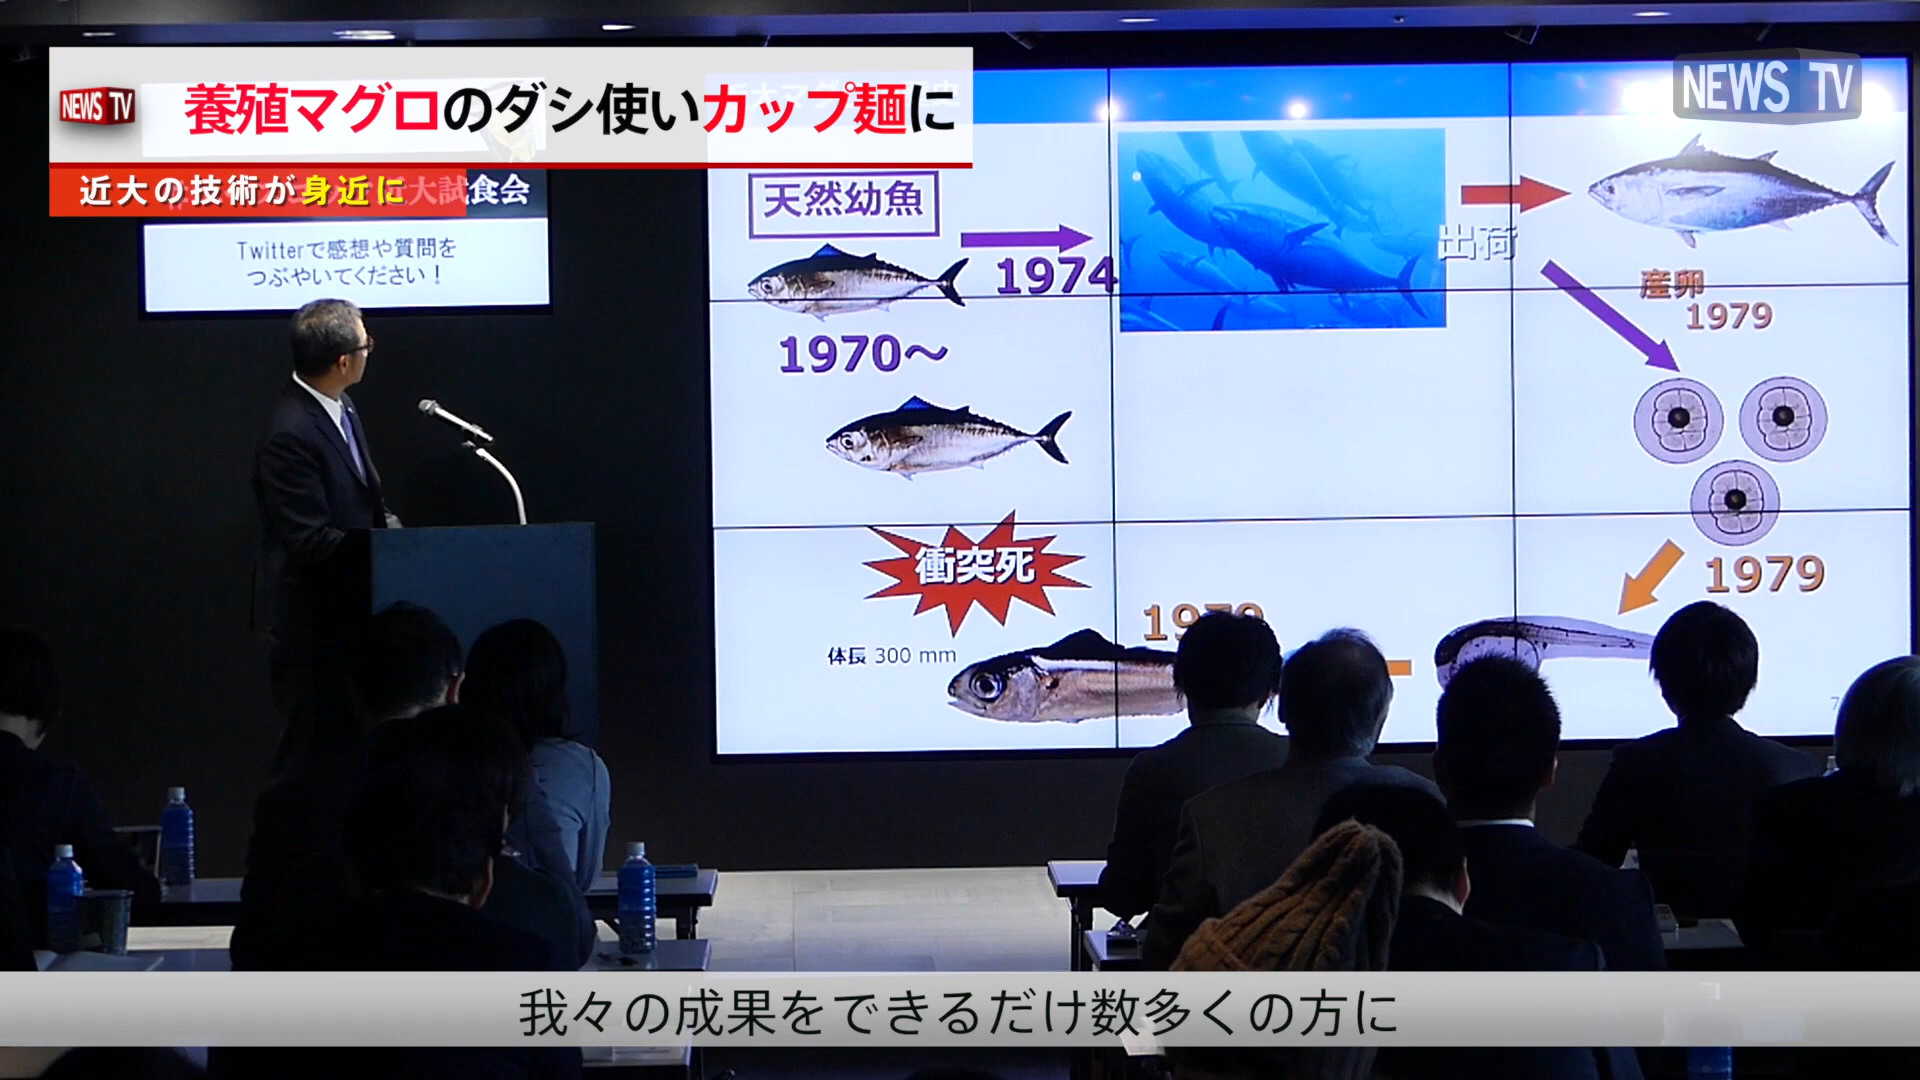 NEWS TV
養殖マグロのダシ使いカップ麺に
NEWS TV
近大の技術が身近に
試食会
Twitterで感想や質問を
つぶやいてください！
天然幼魚
1974
1970～
出荷
産卵
1979
1979
衝突死
1979
体長 300 mm
7
我々の成果をできるだけ数多くの方に